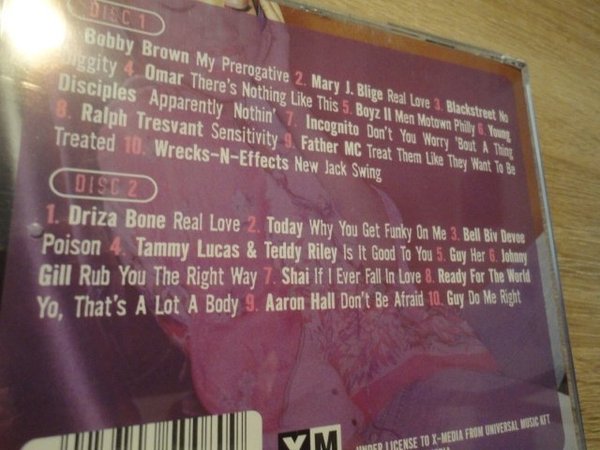 DISC 1
Bobby Brown My Prerogative 2. Mary J. Blige Real Love 3. Blackstreet No
Diggity 4. Omar There's Nothing Like This 5. Boyz II Men Motown Philly 6. Young
Disciples Apparently Nothin' 7. Incognito Don't You Worry 'Bout A Thing
8. Ralph Tresvant Sensitivity 9. Father MC Treat Them Like They Want To Be
Treated 10. Wrecks-N-Effects New Jack Swing
DISC 2
1. Driza Bone Real Love 2. Today Why You Get Funky On Me 3. Bell Biv Devoe
Poison 4. Tammy Lucas & Teddy Riley Is It Good To You 5. Guy Her 6. Johnny
Gill Rub You The Right Way 7. Shai If I Ever Fall In Love 8. Ready For The World
Yo, That's A Lot A Body 9. Aaron Hall Don't Be Afraid 10. Guy Do Me Right
XM
UNDER LICENSE TO X-MEDIA FROM UNIVERSAL MUSIC KFT